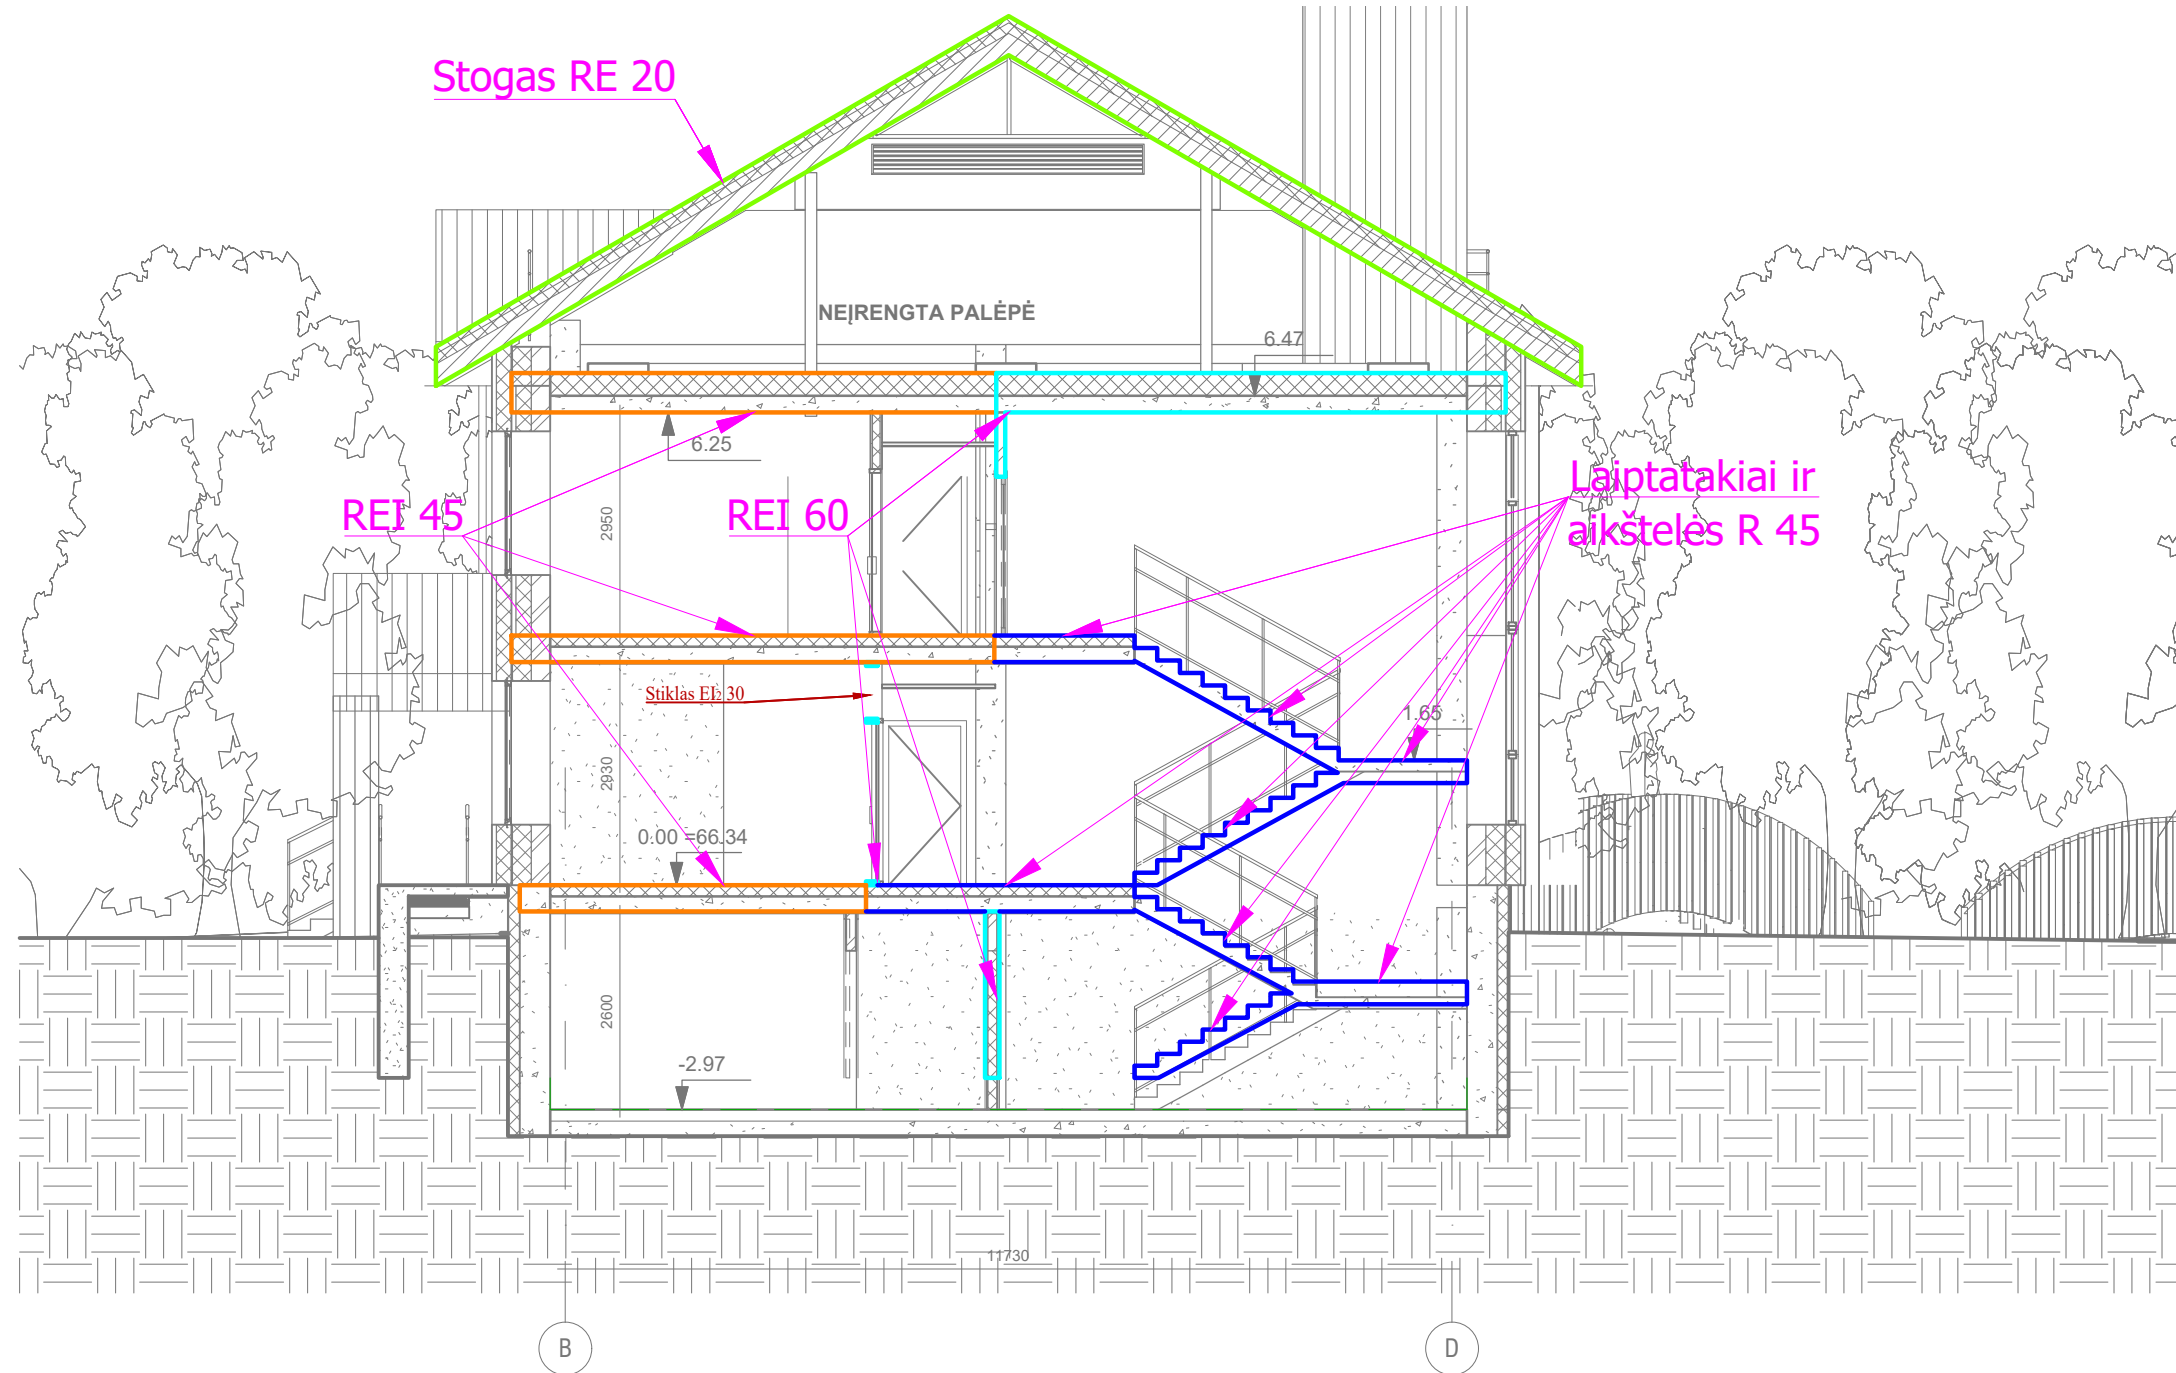 Stogas RE 20
NEĮRENGTA PALĖPĖ
6.47
6.25
Laiptatakiai ir
aikštelės R 45
REI 45
REI 60
2950
Stiklas EI₂ 30
1.65
2930
0.00 =66.34
2600
-2.97
11730
B
D